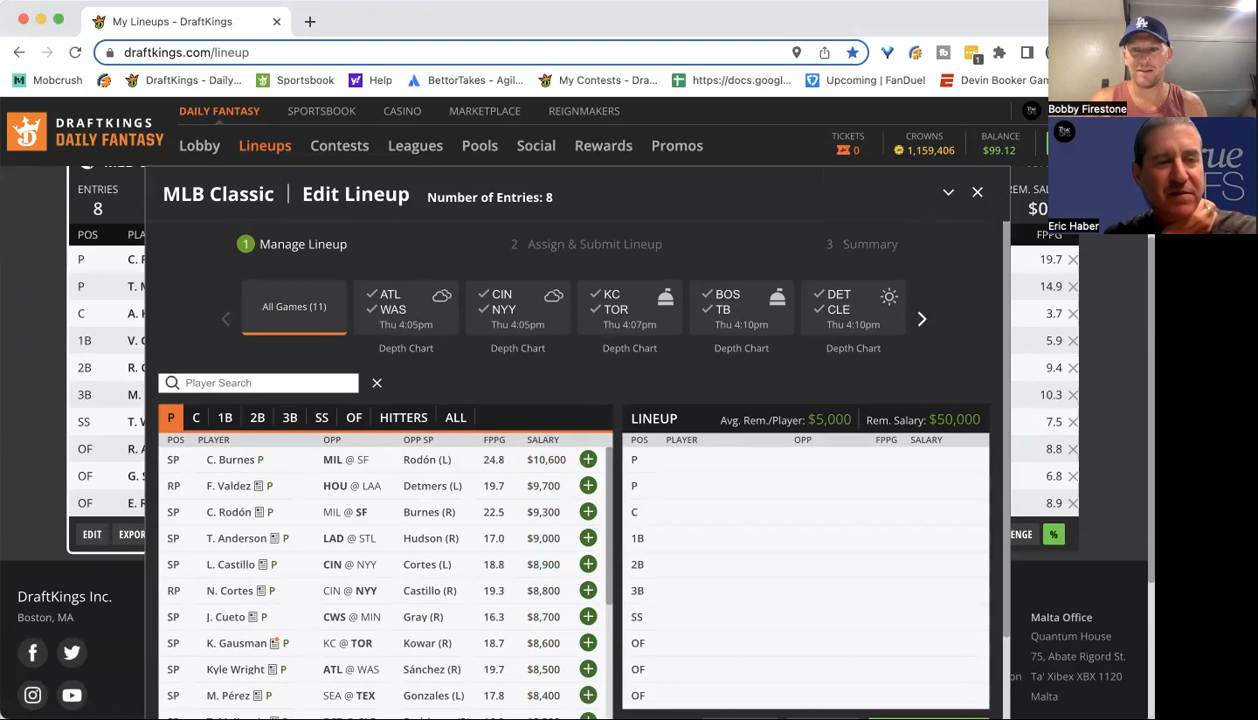 My Lineups - DraftKings
draftkings.com/lineup
Mobcrush
DraftKings - Daily...
Sportsbook
Help
BettorTakes - Agil...
My Contests - Dra...
https://docs.googl...
Upcoming | FanDuel
Devin Booker Gam
Bobby Firestone
Eric Haber
DRAFTKINGS
DAILY FANTASY
DAILY FANTASY
SPORTSBOOK
CASINO
MARKETPLACE
REIGNMAKERS
Lobby
Lineups
Contests
Leagues
Pools
Social
Rewards
Promos
TICKETS
0
CROWNS
1,159,406
BALANCE
$99.12
ENTRIES
8
MLB Classic | Edit Lineup Number of Entries: 8
1 Manage Lineup
2 Assign & Submit Lineup
3 Summary
All Games (11)
ATL
WAS
Thu 4:05pm
Depth Chart
CIN
NYY
Thu 4:05pm
Depth Chart
KC
TOR
Thu 4:07pm
Depth Chart
BOS
TB
Thu 4:10pm
Depth Chart
DET
CLE
Thu 4:10pm
Depth Chart
Player Search
P C 1B 2B 3B SS OF HITTERS ALL
POS PLAYER OPP OPP SP FPPG SALARY
SP C. Burnes P MIL @ SF Rodón (L) 24.8 $10,600
RP F. Valdez P HOU @ LAA Detmers (L) 19.7 $9,700
SP C. Rodón P MIL @ SF Burnes (R) 22.5 $9,300
SP T. Anderson P LAD @ STL Hudson (R) 17.0 $9,000
SP L. Castillo P CIN @ NYY Cortes (L) 18.8 $8,900
RP N. Cortes P CIN @ NYY Castillo (R) 19.3 $8,800
SP J. Cueto P CWS @ MIN Gray (R) 16.3 $8,700
SP K. Gausman P KC @ TOR Kowar (R) 18.7 $8,600
SP Kyle Wright P ATL @ WAS Sánchez (R) 19.7 $8,500
SP M. Pérez P SEA @ TEX Gonzales (L) 17.8 $8,400
LINEUP Avg. Rem./Player: $5,000 Rem. Salary: $50,000
POS PLAYER OPP FPPG SALARY
P
P
C
1B
2B
3B
SS
OF
OF
OF
POS PLA
P C. F
P T. M
C A.
1B V. C
2B R. C
3B M.
SS T. W
OF R. A
OF G. S
OF E. R
EDIT EXPOR
REM. SALA
$0
FPPG
19.7
14.9
3.7
5.9
9.4
10.3
7.5
8.8
6.8
8.9
ENGE %
DraftKings Inc.
Boston, MA
Malta Office
Quantum House
75, Abate Rigord St.
Ta' Xibex XBX 1120
Malta